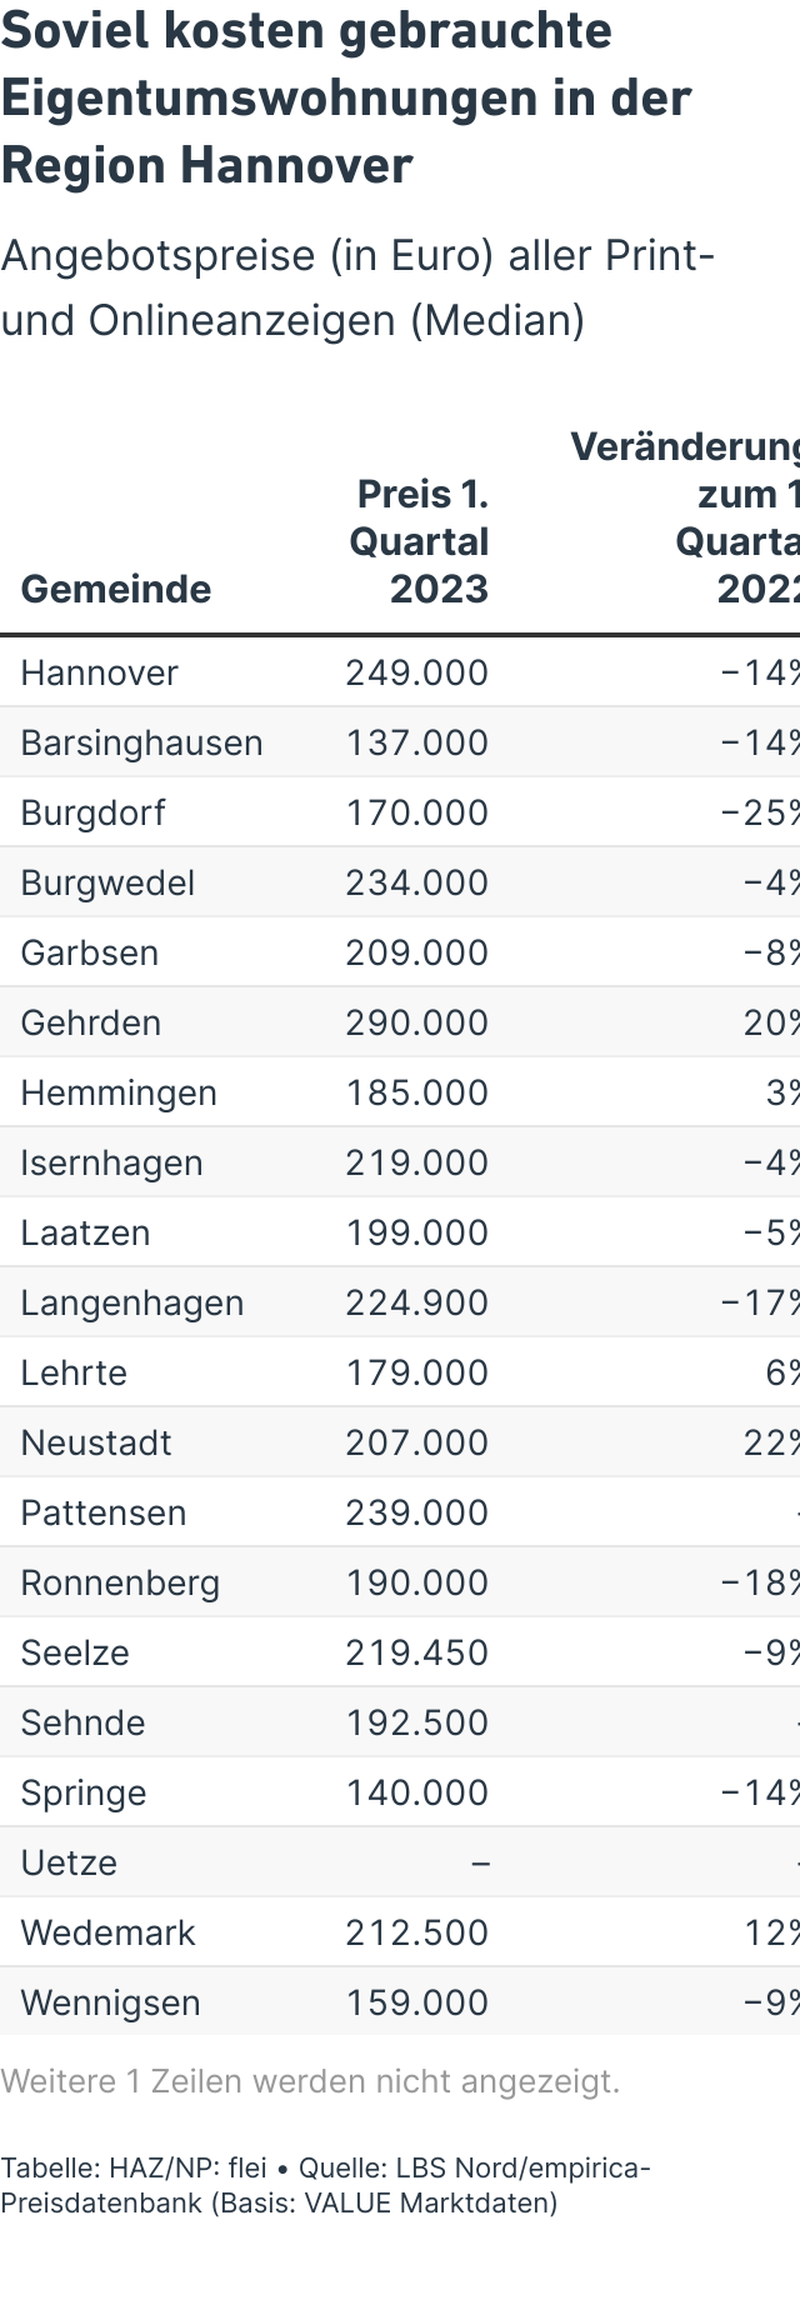 Soviel kosten gebrauchte
Eigentumswohnungen in der
Region Hannover
Angebotspreise (in Euro) aller Print-
und Onlineanzeigen (Median)
Gemeinde Preis 1. Quartal 2023 Veränderung zum 1 Quarta 2022
Hannover 249.000 −14%
Barsinghausen 137.000 −14%
Burgdorf 170.000 −25%
Burgwedel 234.000 −4%
Garbsen 209.000 −8%
Gehrden 290.000 20%
Hemmingen 185.000 3%
Isernhagen 219.000 −4%
Laatzen 199.000 −5%
Langenhagen 224.900 −17%
Lehrte 179.000 6%
Neustadt 207.000 22%
Pattensen 239.000 -
Ronnenberg 190.000 −18%
Seelze 219.450 −9%
Sehnde 192.500 -
Springe 140.000 −14%
Uetze – -
Wedemark 212.500 12%
Wennigsen 159.000 −9%
Weitere 1 Zeilen werden nicht angezeigt.
Tabelle: HAZ/NP: flei • Quelle: LBS Nord/empirica-
Preisdatenbank (Basis: VALUE Marktdaten)